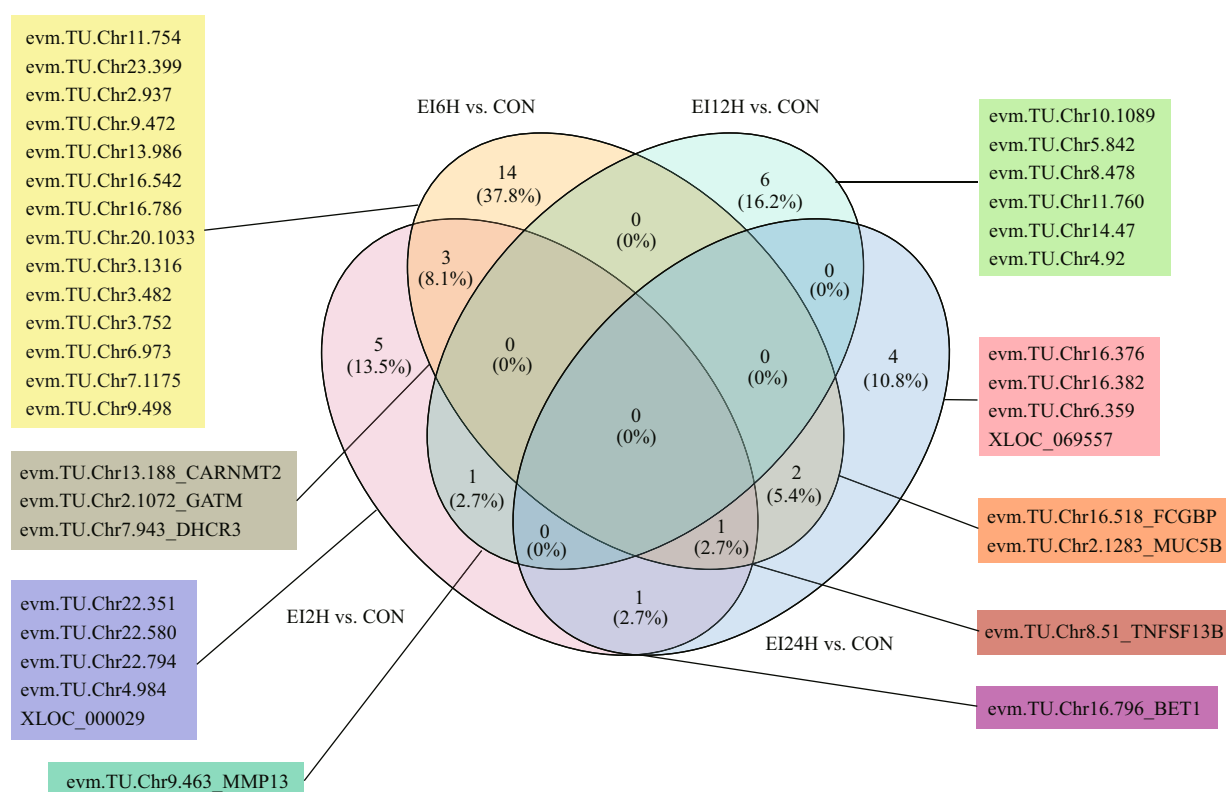 evm.TU.Chr11.754
evm.TU.Chr23.399
evm.TU.Chr2.937
evm.TU.Chr.9.472
evm.TU.Chr13.986
evm.TU.Chr16.542
evm.TU.Chr16.786
evm.TU.Chr.20.1033
evm.TU.Chr3.1316
evm.TU.Chr3.482
evm.TU.Chr3.752
evm.TU.Chr6.973
evm.TU.Chr7.1175
evm.TU.Chr9.498
evm.TU.Chr13.188_CARNMT2
evm.TU.Chr2.1072_GATM
evm.TU.Chr7.943_DHCR3
evm.TU.Chr22.351
evm.TU.Chr22.580
evm.TU.Chr22.794
evm.TU.Chr4.984
XLOC_000029
evm.TU.Chr9.463_MMP13
EI6H vs. CON
EI12H vs. CON
14
(37.8%)
6
(16.2%)
0
(0%)
3
(8.1%)
0
(0%)
5
(13.5%)
0
(0%)
0
(0%)
4
(10.8%)
0
(0%)
1
(2.7%)
2
(5.4%)
0
(0%)
1
(2.7%)
1
(2.7%)
EI2H vs. CON
EI24H vs. CON
evm.TU.Chr10.1089
evm.TU.Chr5.842
evm.TU.Chr8.478
evm.TU.Chr11.760
evm.TU.Chr14.47
evm.TU.Chr4.92
evm.TU.Chr16.376
evm.TU.Chr16.382
evm.TU.Chr6.359
XLOC_069557
evm.TU.Chr16.518_FCGBP
evm.TU.Chr2.1283_MUC5B
evm.TU.Chr8.51_TNFSF13B
evm.TU.Chr16.796_BET1